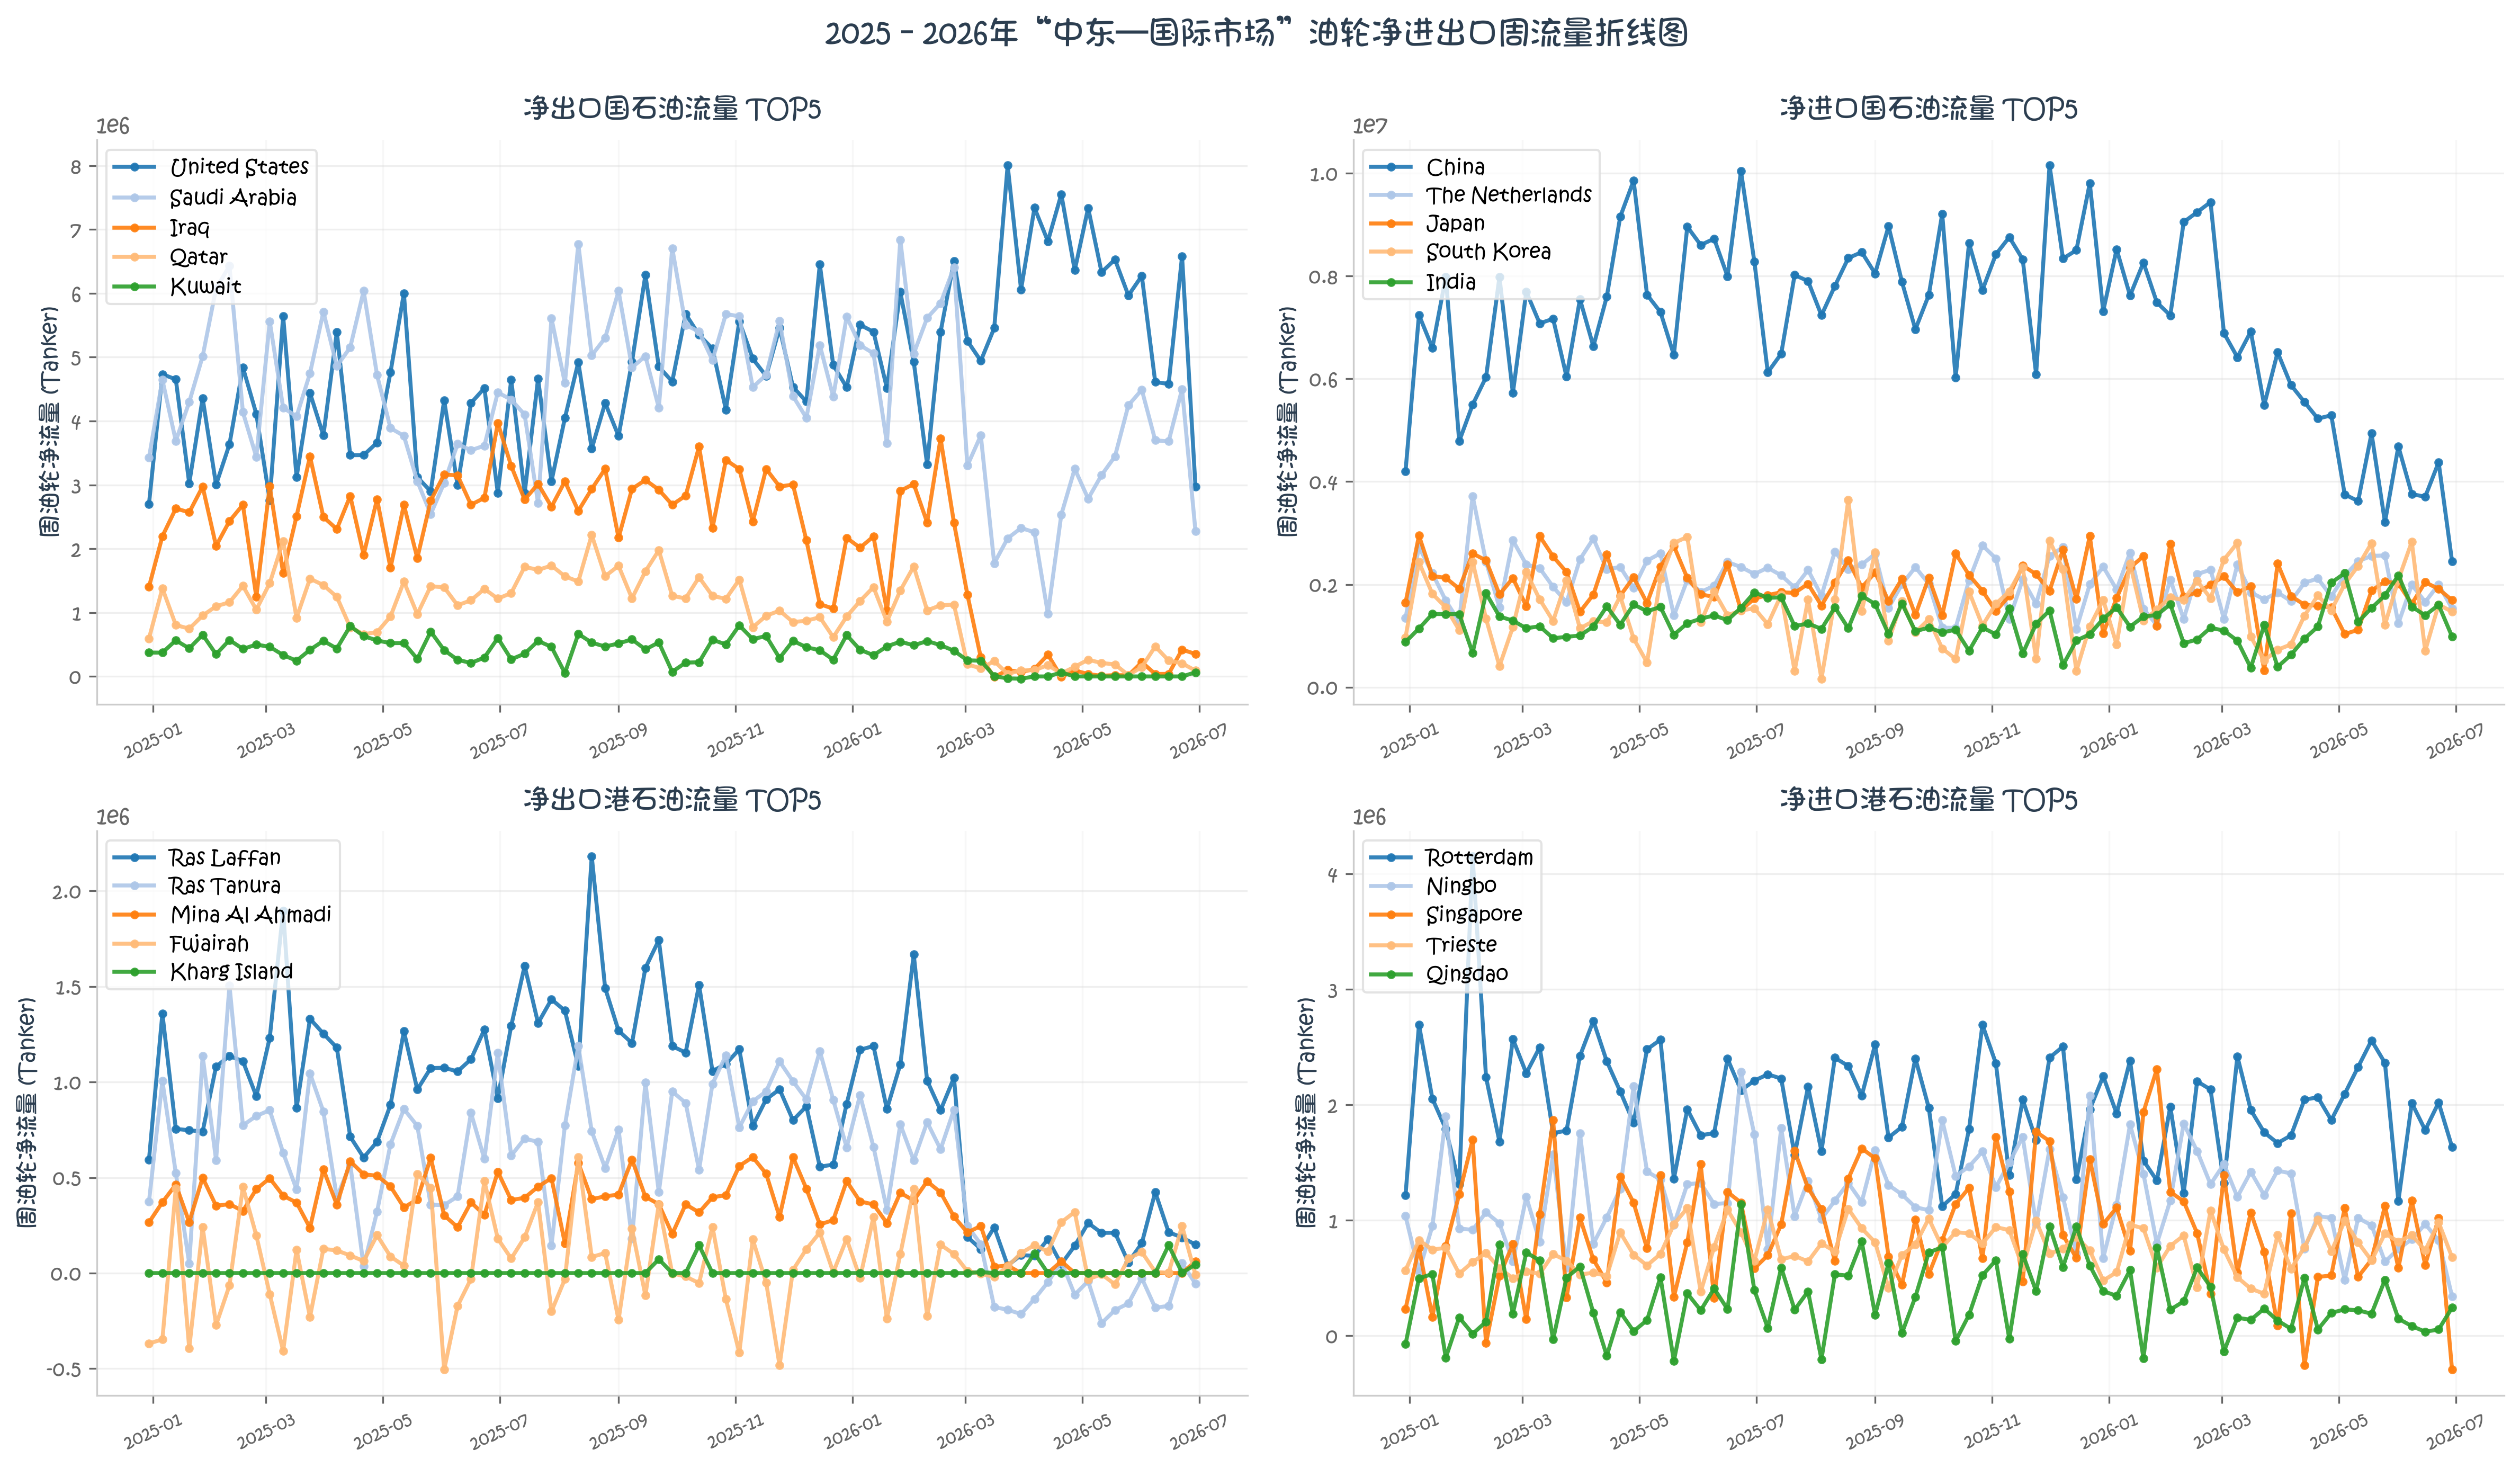 2025 - 2026年“中东—国际市场”油轮净进出口周流量折线图
净出口国石油流量 TOP5
1e6
周油轮净流量 (Tanker)
8
7
6
5
4
3
2
1
0
United States
Saudi Arabia
Iraq
Qatar
Kuwait
2025-01
2025-03
2025-05
2025-07
2025-09
2025-11
2026-01
2026-03
2026-05
2026-07
净进口国石油流量 TOP5
1e7
周油轮净流量 (Tanker)
1.0
0.8
0.6
0.4
0.2
0.0
China
The Netherlands
Japan
South Korea
India
2025-01
2025-03
2025-05
2025-07
2025-09
2025-11
2026-01
2026-03
2026-05
2026-07
净出口港石油流量 TOP5
1e6
周油轮净流量 (Tanker)
2.0
1.5
1.0
0.5
0.0
-0.5
Ras Laffan
Ras Tanura
Mina Al Ahmadi
Fujairah
Kharg Island
2025-01
2025-03
2025-05
2025-07
2025-09
2025-11
2026-01
2026-03
2026-05
2026-07
净进口港石油流量 TOP5
1e6
周油轮净流量 (Tanker)
4
3
2
1
0
Rotterdam
Ningbo
Singapore
Trieste
Qingdao
2025-01
2025-03
2025-05
2025-07
2025-09
2025-11
2026-01
2026-03
2026-05
2026-07